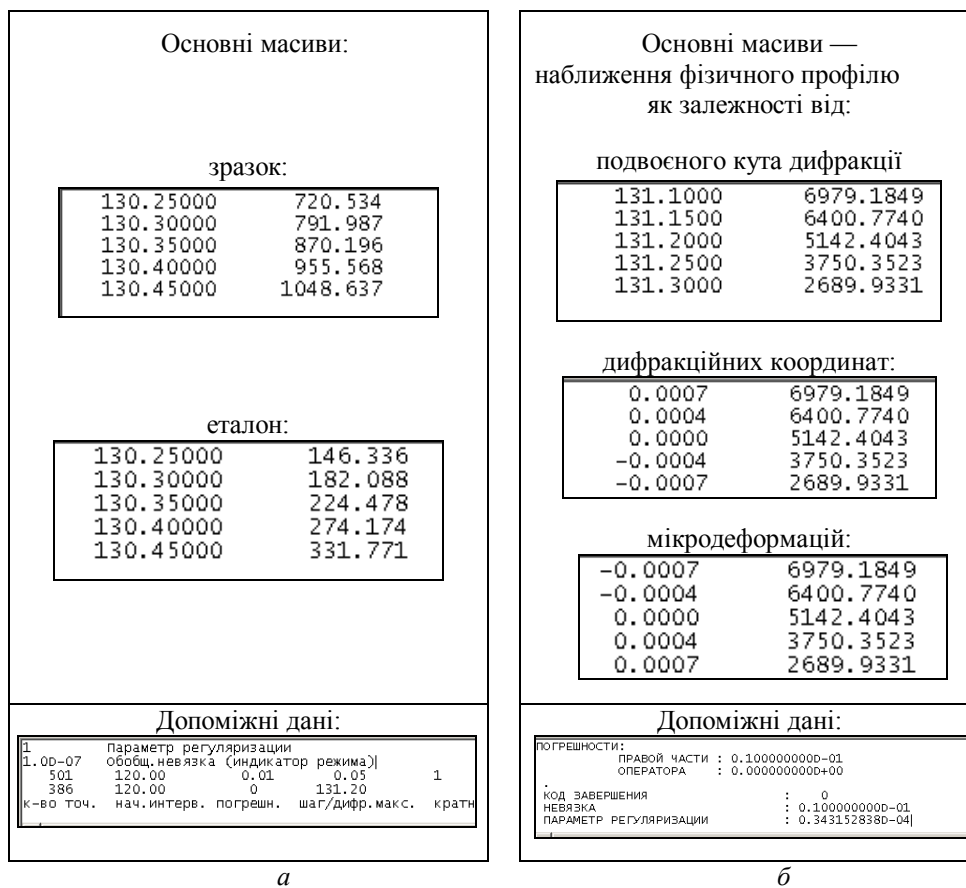 Основні масиви:
зразок:
130.25000 720.534
130.30000 791.987
130.35000 870.196
130.40000 955.568
130.45000 1048.637
еталон:
130.25000 146.336
130.30000 182.088
130.35000 224.478
130.40000 274.174
130.45000 331.771
Допоміжні дані:
1 Параметр регуляризации
1.0D-07 Обобщ.невязка (индикатор режима)
501 120.00 0.01 0.05 1
386 120.00 0 131.20
к-во точ. нач.интерв. погрешн. шаг/дифр.макс. кратн
а
Основні масиви —
наближення фізичного профілю
як залежності від:
подвоєного кута дифракції
131.1000 6979.1849
131.1500 6400.7740
131.2000 5142.4043
131.2500 3750.3523
131.3000 2689.9331
дифракційних координат:
0.0007 6979.1849
0.0004 6400.7740
0.0000 5142.4043
-0.0004 3750.3523
-0.0007 2689.9331
мікродеформацій:
-0.0007 6979.1849
-0.0004 6400.7740
0.0000 5142.4043
0.0004 3750.3523
0.0007 2689.9331
Допоміжні дані:
ПОГРЕШНОСТИ:
ПРАВОЙ ЧАСТИ : 0.100000000D-01
ОПЕРАТОРА : 0.000000000D+00
.
КОД ЗАВЕРШЕНИЯ : 0
НЕВЯЗКА : 0.100000000D-01
ПАРАМЕТР РЕГУЛЯРИЗАЦИИ : 0.343152838D-04
б